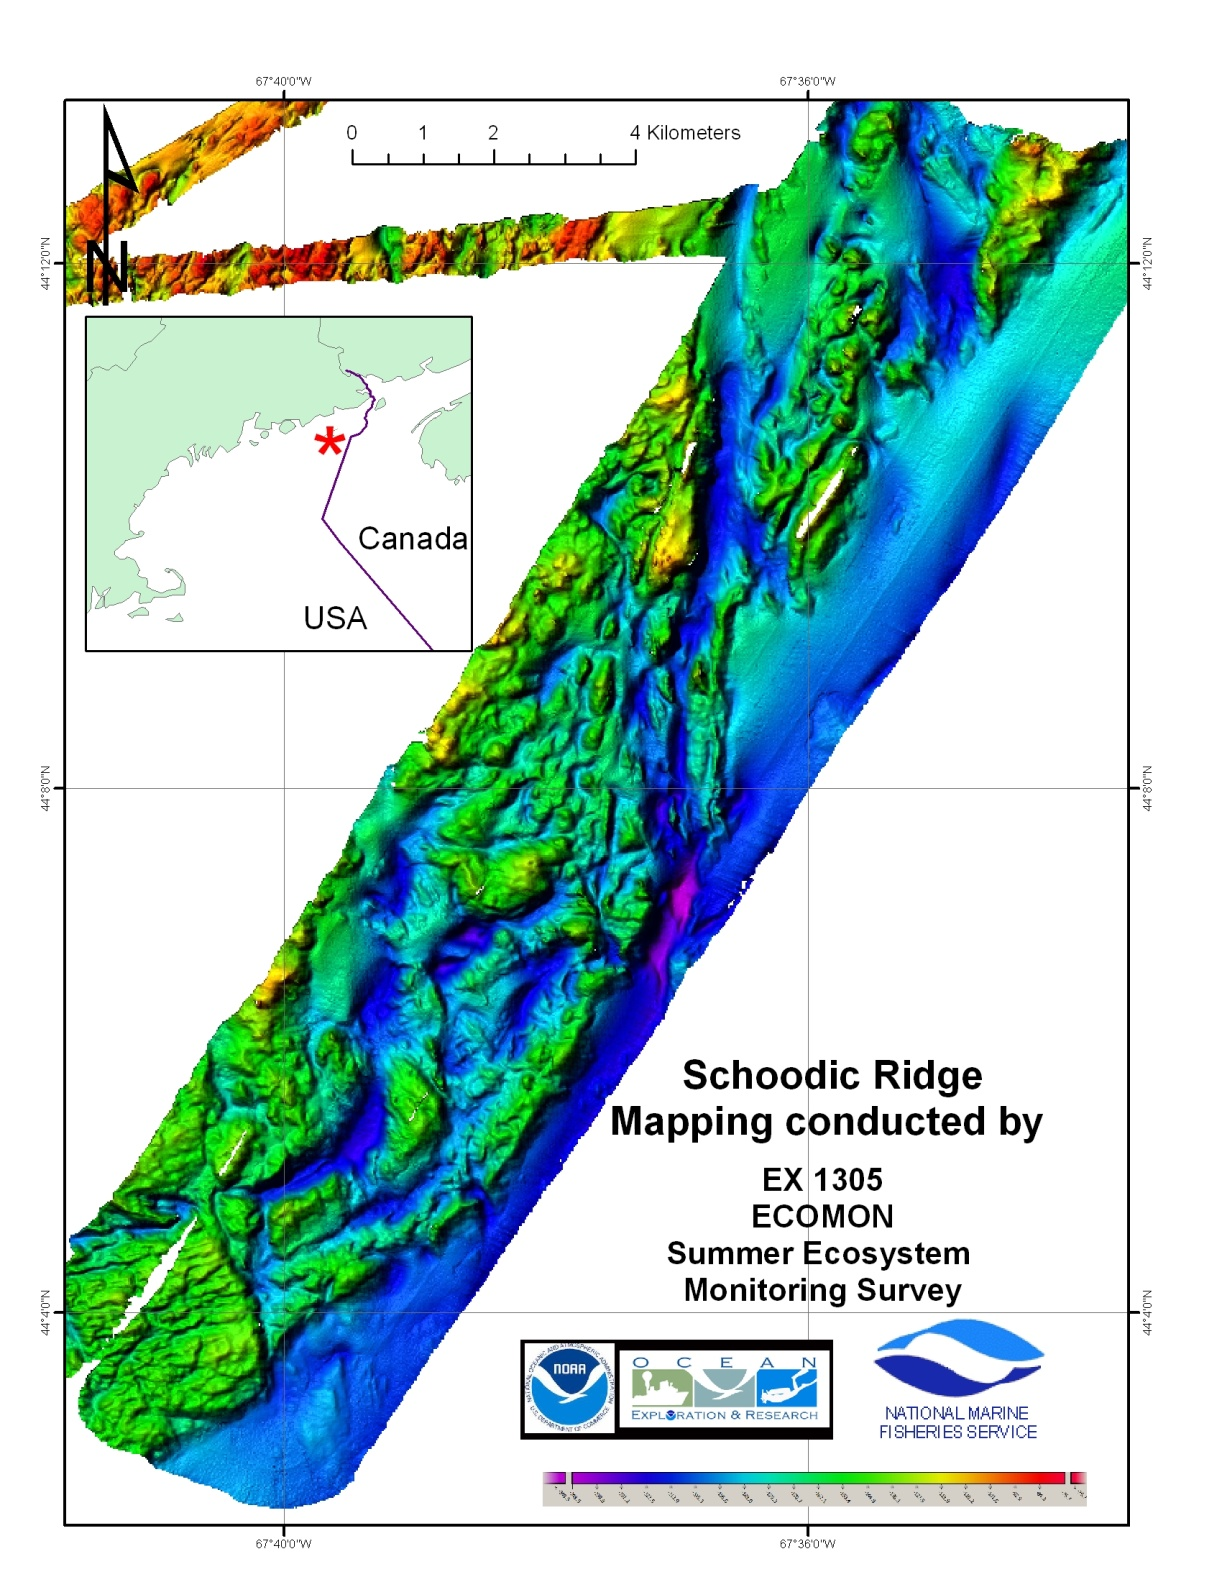 67°40'0"W
67°36'0"W
0 1 2 4 Kilometers
N
44°12'0"N
44°12'0"N
Canada
USA
44°8'0"N
44°8'0"N
Schoodic Ridge
Mapping conducted by
EX 1305
ECOMON
Summer Ecosystem
Monitoring Survey
44°4'0"N
44°4'0"N
NOAA
OCEAN
EXPLORATION & RESEARCH
NATIONAL MARINE
FISHERIES SERVICE
67°40'0"W
67°36'0"W